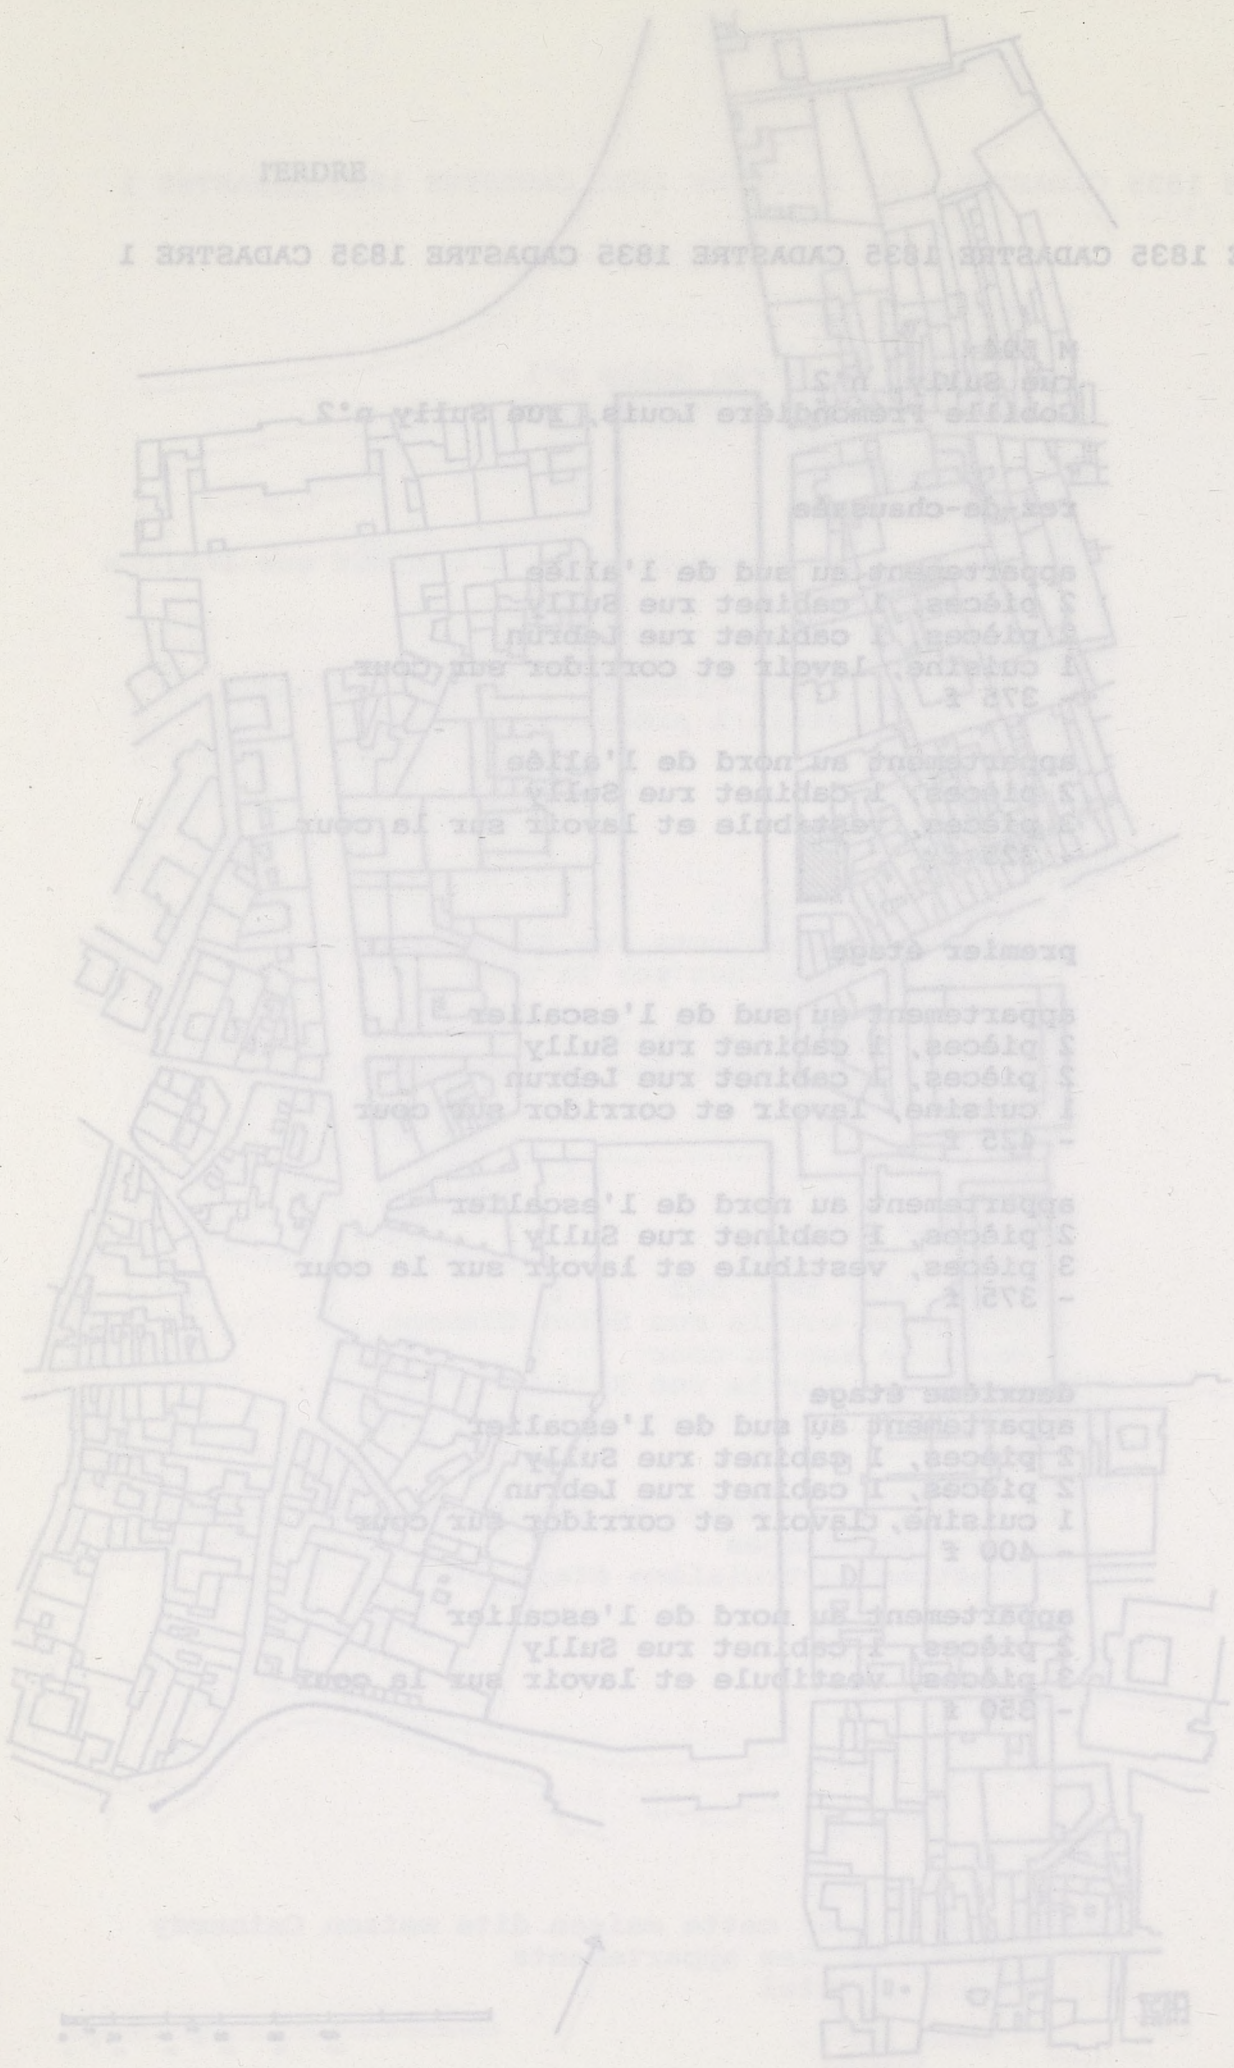 l'ERDRE
1835 CADASTRE 1835 CADASTRE 1835 CADASTRE 1835 CADASTRE 1
rue Sully, n°2
Gobille Frémondière Louis, rue Sully n°2
rez-de-chaussée
appartement au sud de l'allée
2 pièces, 1 cabinet rue Sully
2 pièces, 1 cabinet rue Lebrun
1 cuisine, lavoir et corridor sur cour
- 375 f
appartement au nord de l'allée
2 pièces, 1 cabinet rue Sully
3 pièces, vestibule et lavoir sur la cour
premier étage
appartement au sud de l'escalier
2 pièces, 1 cabinet rue Sully
2 pièces, 1 cabinet rue Lebrun
1 cuisine, lavoir et corridor sur cour
- 425 f
appartement au nord de l'escalier
2 pièces, 1 cabinet rue Sully
3 pièces, vestibule et lavoir sur la cour
- 375 f
deuxième étage
appartement au sud de l'escalier
2 pièces, 1 cabinet rue Sully
2 pièces, 1 cabinet rue Lebrun
1 cuisine, lavoir et corridor sur cour
- 400 f
appartement au nord de l'escalier
2 pièces, 1 cabinet rue Sully
3 pièces, vestibule et lavoir sur la cour
- 350 f